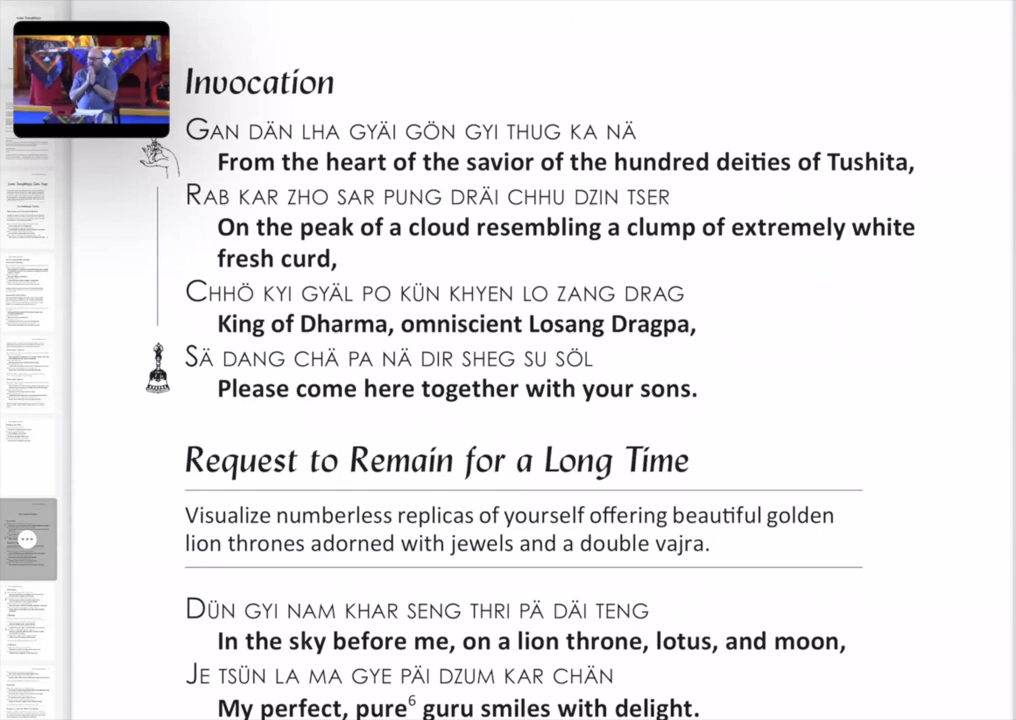 Invocation
GAN DÄN LHA GYÄI GÖN GYI THUG KA NÄ
From the heart of the savior of the hundred deities of Tushita,
RAB KAR ZHO SAR PUNG DRÄI CHHU DZIN TSER
On the peak of a cloud resembling a clump of extremely white
fresh curd,
CHHÖ KYI GYÄL PO KÜN KHYEN LO ZANG DRAG
King of Dharma, omniscient Losang Dragpa,
SÄ DANG CHÄ PA NÄ DIR SHEG SU SÖL
Please come here together with your sons.
Request to Remain for a Long Time
Visualize numberless replicas of yourself offering beautiful golden
lion thrones adorned with jewels and a double vajra.
DÜN GYI NAM KHAR SENG THRI PÄ DÄI TENG
In the sky before me, on a lion throne, lotus, and moon,
JE TSÜN LA MA GYE PÄI DZUM KAR CHÄN
My perfect, pure6 guru smiles with delight.